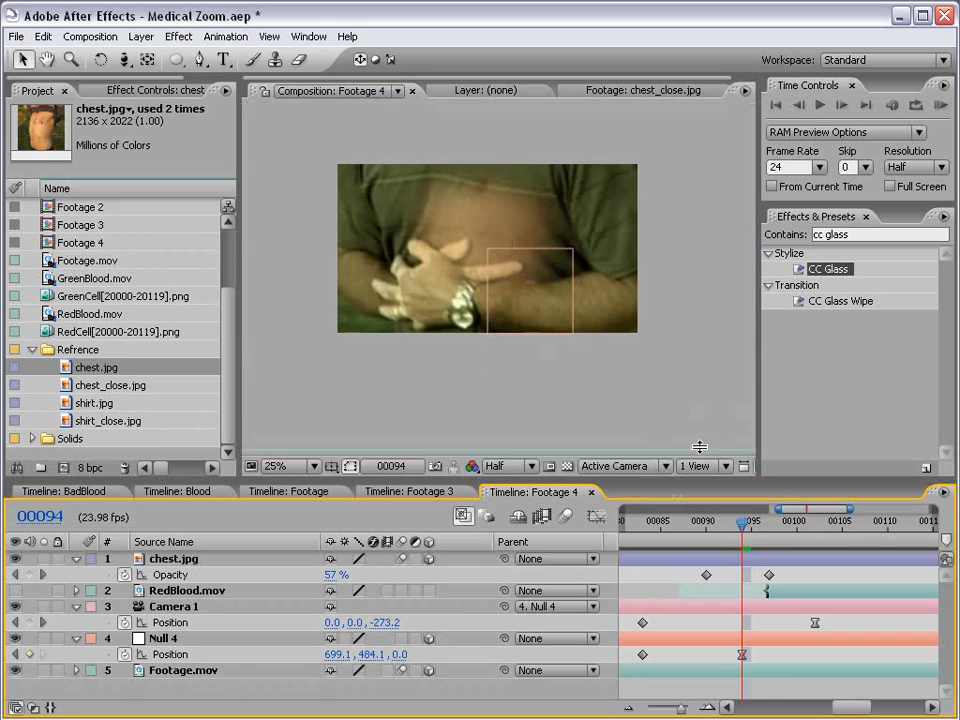 Adobe After Effects - Medical Zoom.aep *
File Edit Composition Layer Effect Animation View Window Help
Workspace: Standard
Project Effect Controls: chest
chest.jpg, used 2 times
2136 x 2022 (1.00)
Millions of Colors
Name
Footage 2
Footage 3
Footage 4
Footage.mov
GreenBlood.mov
GreenCell[20000-20119].png
RedBlood.mov
RedCell[20000-20119].png
Refrence
chest.jpg
chest_close.jpg
shirt.jpg
shirt_close.jpg
Solids
8 bpc
Composition: Footage 4 Layer: (none) Footage: chest_close.jpg
25% 00094 Half Active Camera 1 View
Time Controls
RAM Preview Options
Frame Rate Skip Resolution
24 0 Half
From Current Time Full Screen
Effects & Presets
Contains: cc glass
Stylize
CC Glass
Transition
CC Glass Wipe
Timeline: BadBlood Timeline: Blood Timeline: Footage Timeline: Footage 3 Timeline: Footage 4
00094 (23.98 fps)
00085 00090 095 00100 00105 00110
# Source Name Parent
1 chest.jpg None
Opacity 57 %
2 RedBlood.mov None
3 Camera 1 4. Null 4
Position 0.0, 0.0, -273.2
4 Null 4 None
Position 699.1, 484.1, 0.0
5 Footage.mov None